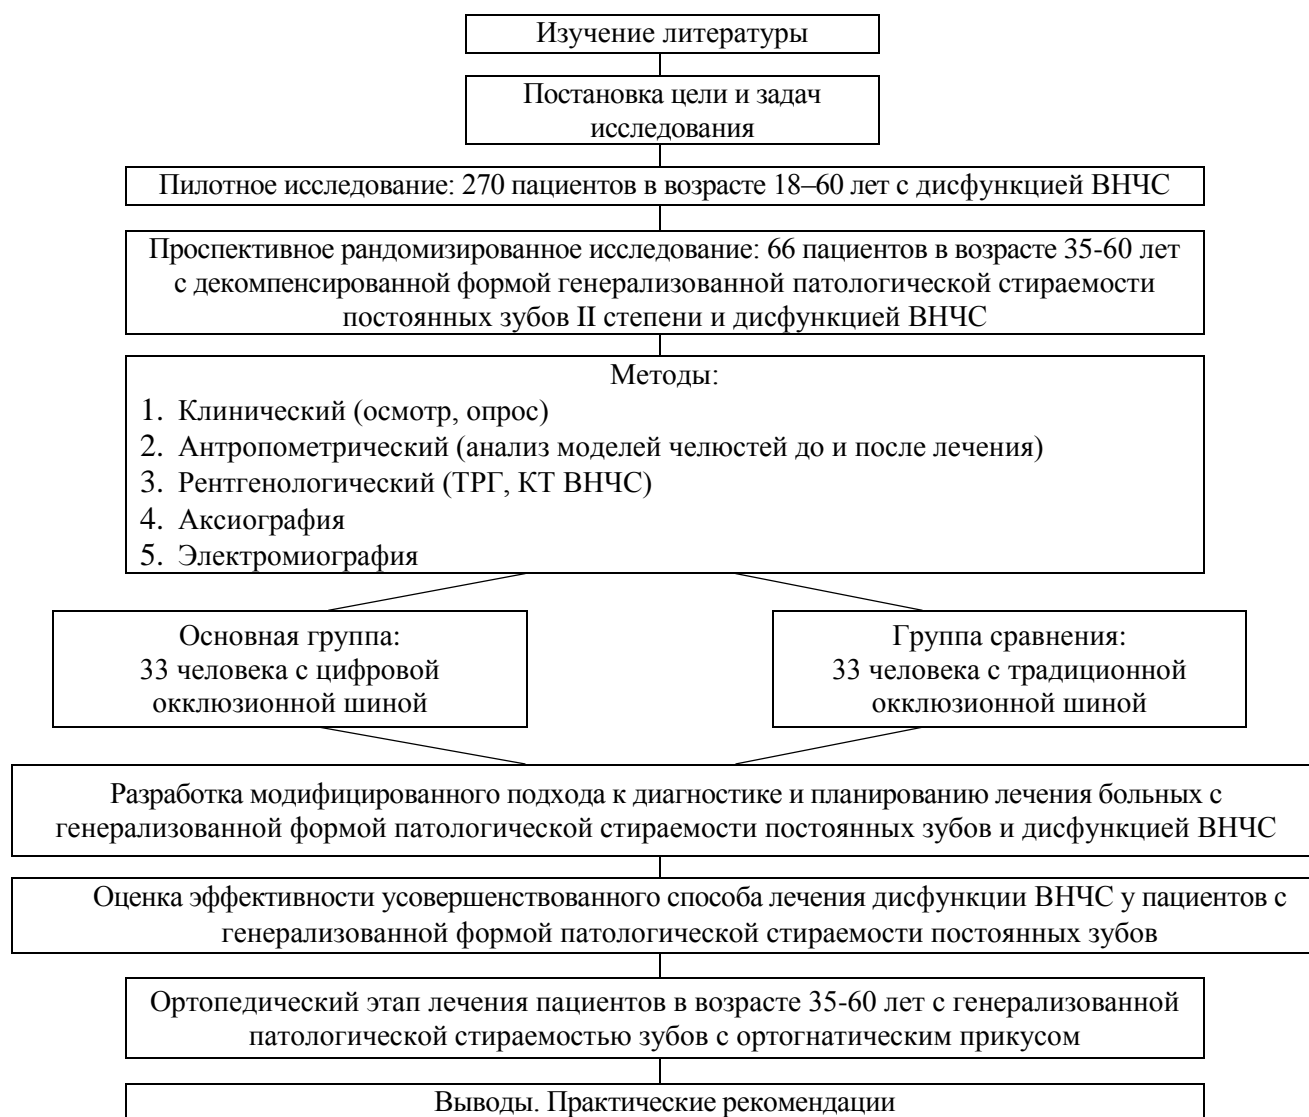 Изучение литературы
Постановка цели и задач
исследования
Пилотное исследование: 270 пациентов в возрасте 18–60 лет с дисфункцией ВНЧС
Проспективное рандомизированное исследование: 66 пациентов в возрасте 35-60 лет
с декомпенсированной формой генерализованной патологической стираемости
постоянных зубов II степени и дисфункцией ВНЧС
Методы:
1. Клинический (осмотр, опрос)
2. Антропометрический (анализ моделей челюстей до и после лечения)
3. Рентгенологический (ТРГ, КТ ВНЧС)
4. Аксиография
5. Электромиография
Основная группа:
33 человека с цифровой
окклюзионной шиной
Группа сравнения:
33 человека с традиционной
окклюзионной шиной
Разработка модифицированного подхода к диагностике и планированию лечения больных с
генерализованной формой патологической стираемости постоянных зубов и дисфункцией ВНЧС
Оценка эффективности усовершенствованного способа лечения дисфункции ВНЧС у пациентов с
генерализованной формой патологической стираемости постоянных зубов
Ортопедический этап лечения пациентов в возрасте 35-60 лет с генерализованной
патологической стираемостью зубов с ортогнатическим прикусом
Выводы. Практические рекомендации